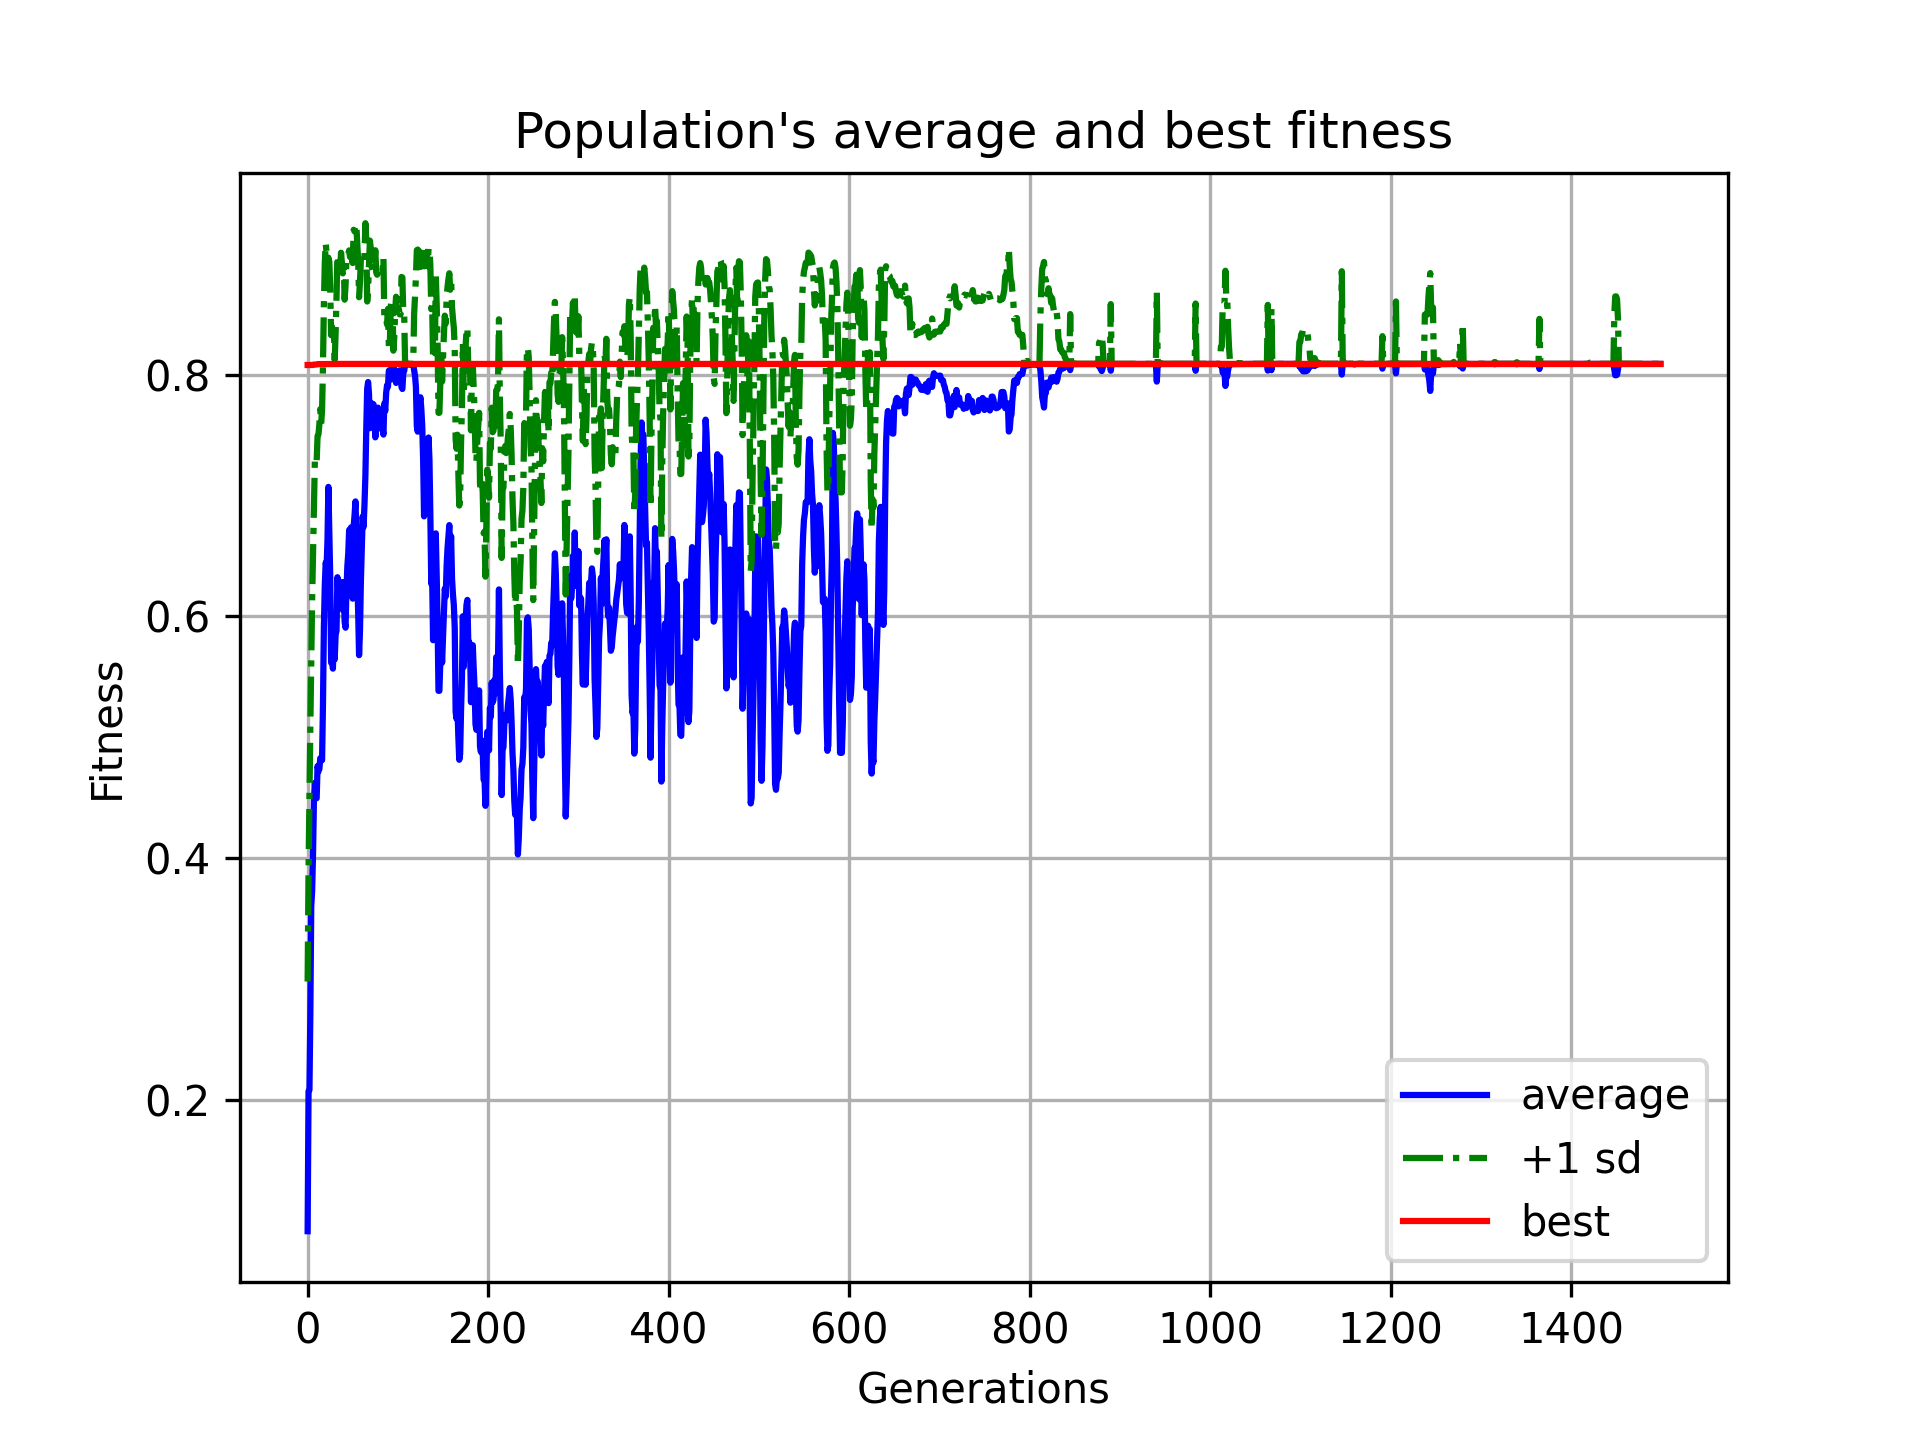 Population's average and best fitness
Fitness
0.8
0.6
0.4
0.2
0 200 400 600 800 1000 1200 1400
Generations
average
+1 sd
best